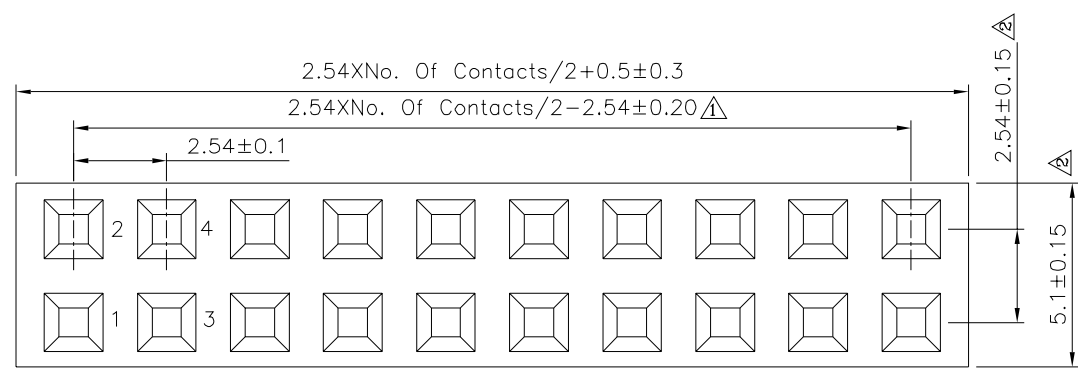 2.54XNo. Of Contacts/2+0.5±0.3
2.54XNo. Of Contacts/2-2.54±0.20 1
2.54±0.1
2.54±0.15 2
5.1±0.15 2
2 4
1 3